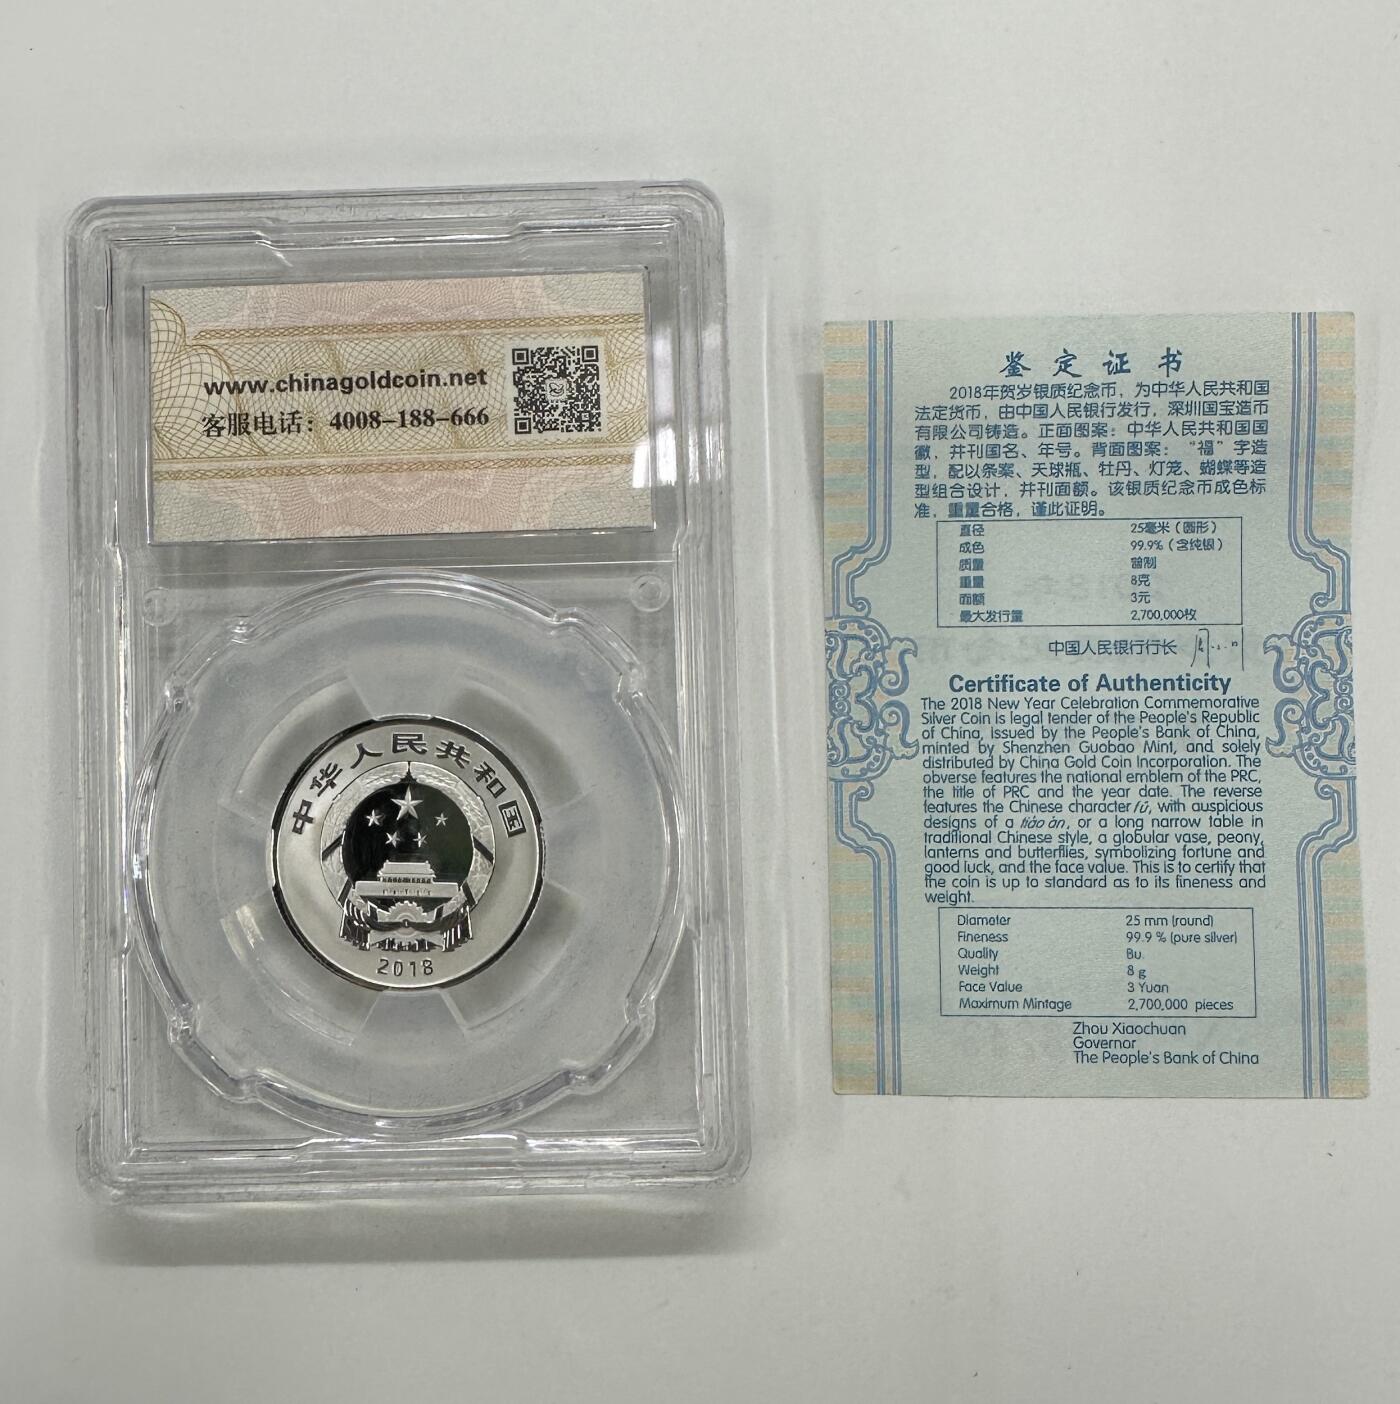 www.chinagoldcoin.net
客服电话：4008-188-666
中华人民共和国
2018
鉴定证书
2018年贺岁银质纪念币，为中华人民共和国
法定货币，由中国人民银行发行，深圳国宝造币
有限公司铸造。正面图案：中华人民共和国国
徽，并刊国名、年号。背面图案：“福”字造
型，配以条案、天球瓶、牡丹、灯笼、蝴蝶等造
型组合设计，并刊面额。该银质纪念币成色标
准，重量合格，谨此证明。
直径 25毫米（圆形）
成色 99.9%（含纯银）
质量 普制
重量 8克
面额 3元
最大发行量 2,700,000枚
中国人民银行行长
Certificate of Authenticity
The 2018 New Year Celebration Commemorative
Silver Coin is legal tender of the People's Republic
of China, issued by the People's Bank of China,
minted by Shenzhen Guobao Mint, and solely
distributed by China Gold Coin Incorporation. The
obverse features the national emblem of the PRC,
the title of PRC and the year date. The reverse
features the Chinese character fú, with auspicious
designs of a tiáo àn, or a long narrow table in
traditional Chinese style, a globular vase, peony,
lanterns and butterflies, symbolizing fortune and
good luck, and the face value. This is to certify that
the coin is up to standard as to its fineness and
weight.
Diameter 25 mm (round)
Fineness 99.9 % (pure silver)
Quality Bu.
Weight 8 g
Face Value 3 Yuan
Maximum Mintage 2,700,000 pieces
Zhou Xiaochuan
Governor
The People's Bank of China